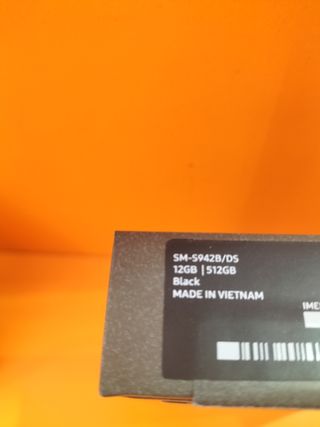 SM-S942B/DS
12GB | 512GB
Black
MADE IN VIETNAM